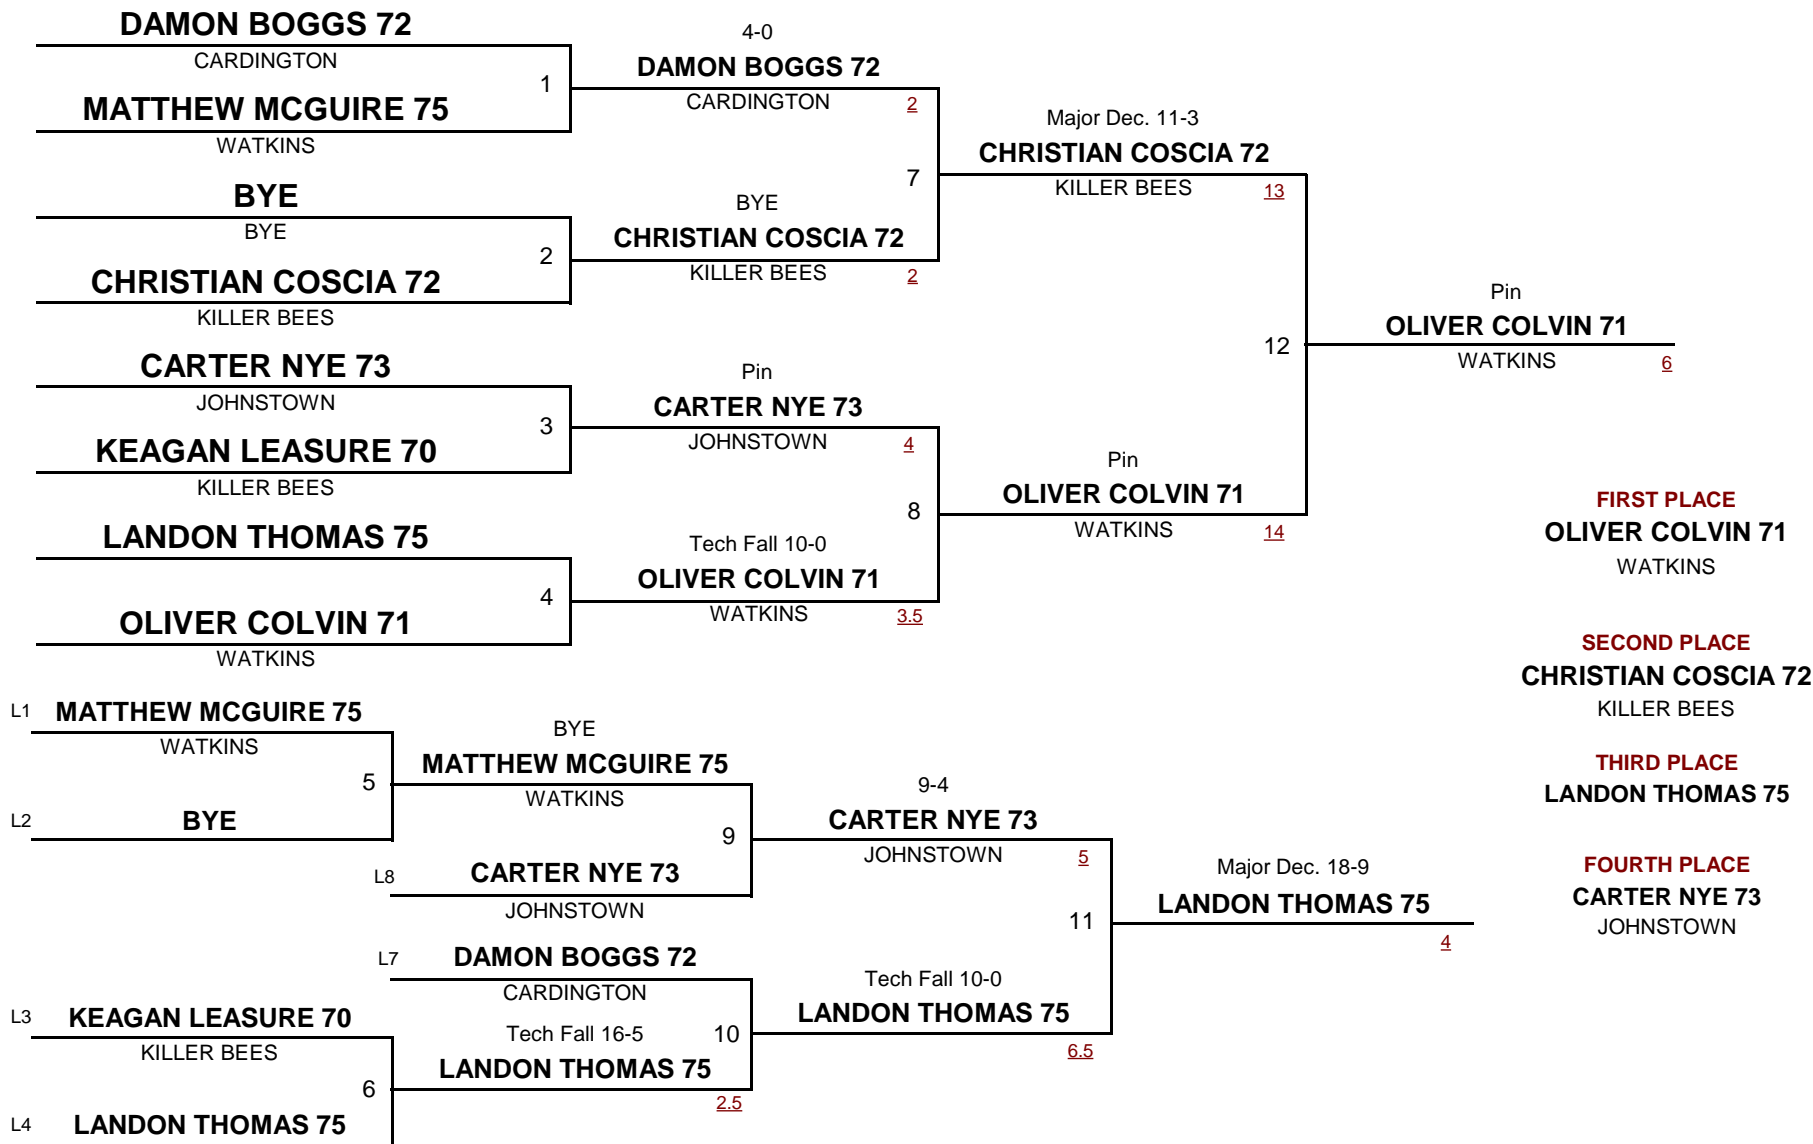 DAMON BOGGS 72
CARDINGTON
1
MATTHEW MCGUIRE 75
WATKINS
BYE
BYE
2
CHRISTIAN COSCIA 72
KILLER BEES
CARTER NYE 73
JOHNSTOWN
3
KEAGAN LEASURE 70
KILLER BEES
LANDON THOMAS 75
4
OLIVER COLVIN 71
WATKINS
4-0
DAMON BOGGS 72
CARDINGTON
2
7
BYE
CHRISTIAN COSCIA 72
KILLER BEES
2
Pin
CARTER NYE 73
JOHNSTOWN
4
8
Tech Fall 10-0
OLIVER COLVIN 71
WATKINS
3.5
Major Dec. 11-3
CHRISTIAN COSCIA 72
KILLER BEES
13
12
Pin
OLIVER COLVIN 71
WATKINS
14
Pin
OLIVER COLVIN 71
WATKINS
6
FIRST PLACE
OLIVER COLVIN 71
WATKINS
SECOND PLACE
CHRISTIAN COSCIA 72
KILLER BEES
THIRD PLACE
LANDON THOMAS 75
FOURTH PLACE
CARTER NYE 73
JOHNSTOWN
L1 MATTHEW MCGUIRE 75
WATKINS
5
L2 BYE
BYE
MATTHEW MCGUIRE 75
WATKINS
9
L8 CARTER NYE 73
JOHNSTOWN
L7 DAMON BOGGS 72
CARDINGTON
10
L3 KEAGAN LEASURE 70
KILLER BEES
6
L4 LANDON THOMAS 75
Tech Fall 16-5
LANDON THOMAS 75
2.5
9-4
CARTER NYE 73
JOHNSTOWN
5
11
Tech Fall 10-0
LANDON THOMAS 75
6.5
Major Dec. 18-9
LANDON THOMAS 75
4